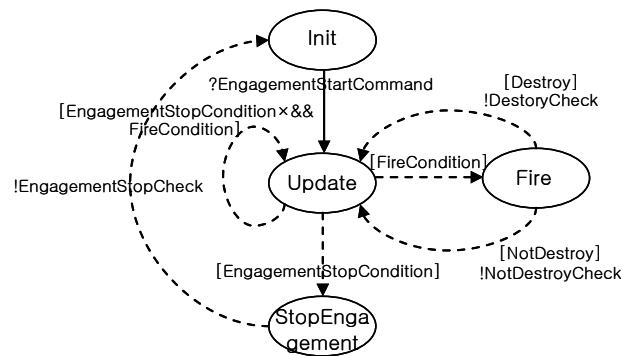 Init
?EngagementStartCommand
[Destroy]
!DestoryCheck
[EngagementStopCondition×&&
FireCondition]
[FireCondition]
Update
Fire
!EngagementStopCheck
[NotDestroy]
!NotDestroyCheck
[EngagementStopCondition]
StopEnga
gement